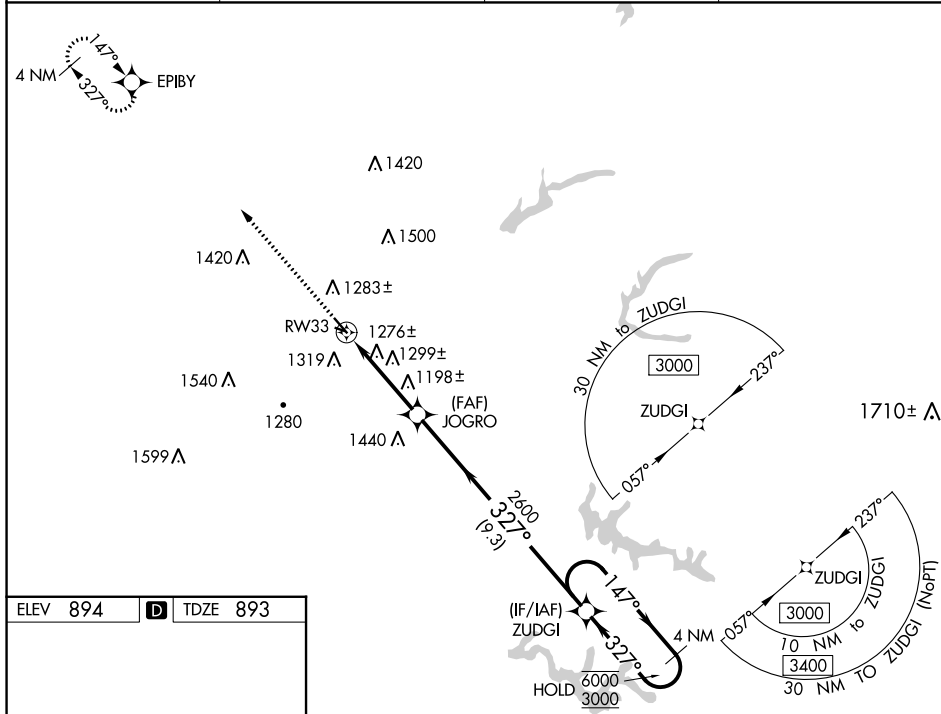 147°
4 NM
EPIBY
327°
1420
1500
1420
1283±
RW33
1276±
1319
1299±
1198±
1540
(FAF)
JOGRO
1280
1440
1599
30 NM to ZUDGI
3000
237°
ZUDGI
057°
1710±
2600
327°
(9.3)
237°
ZUDGI
057°
3000
10 NM to ZUDGI
3400
30 NM TO ZUDGI (NoPT)
147°
(IF/IAF)
ZUDGI
4 NM
327°
HOLD
6000
3000
ELEV 894 D TDZE 893